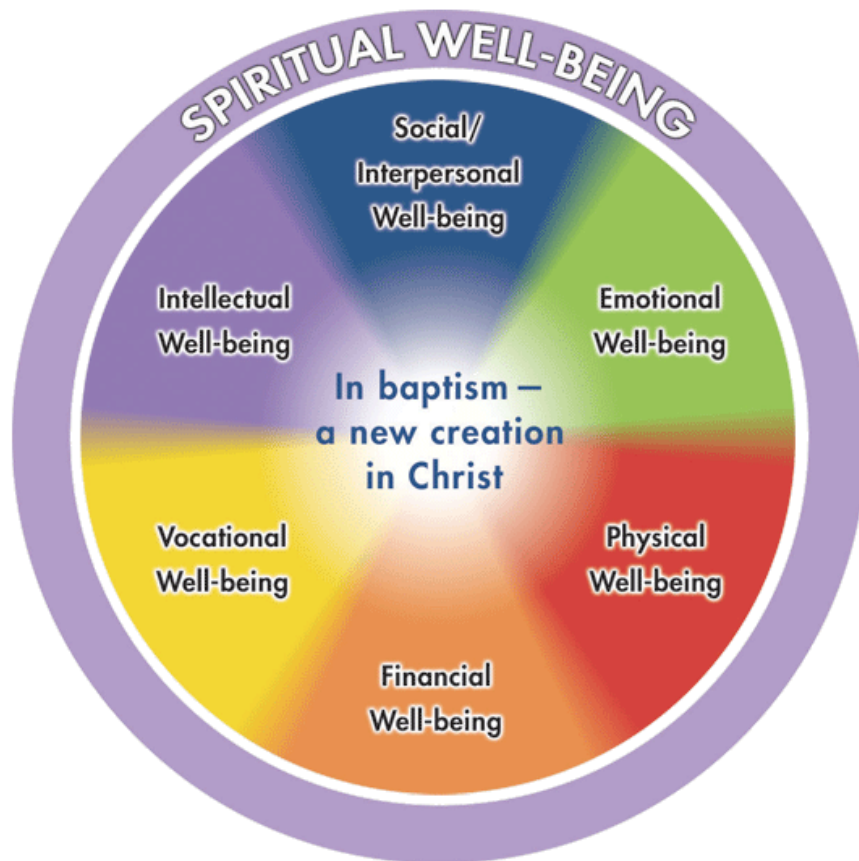 SPIRITUAL WELL-BEING
Social/
Interpersonal
Well-being
Emotional
Well-being
Physical
Well-being
Financial
Well-being
Vocational
Well-being
Intellectual
Well-being
In baptism –
a new creation
in Christ